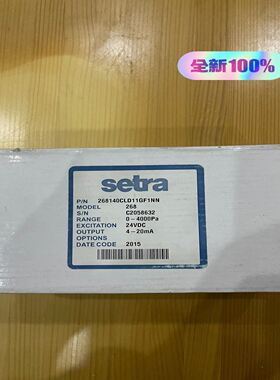 全新100%
setra
P/N 268140CLD11GF1NN
MODEL 268
S/N C2058632
RANGE 0-4000Pa
EXCITATION 24VDC
OUTPUT 4-20mA
OPTIONS
DATE CODE 2015